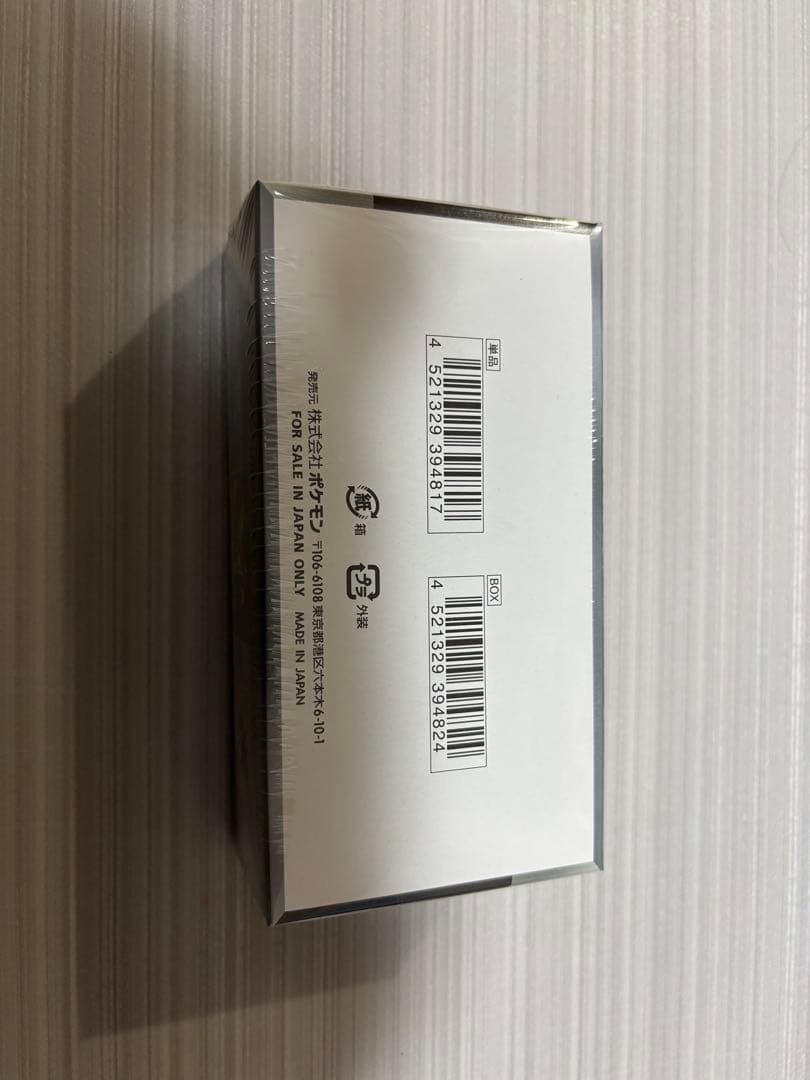 単品
4 521329 394817
BOX
4 521329 394824
紙 箱
プラ 外装
発売元 株式会社ポケモン 〒106-6108 東京都港区六本木6-10-1
FOR SALE IN JAPAN ONLY MADE IN JAPAN